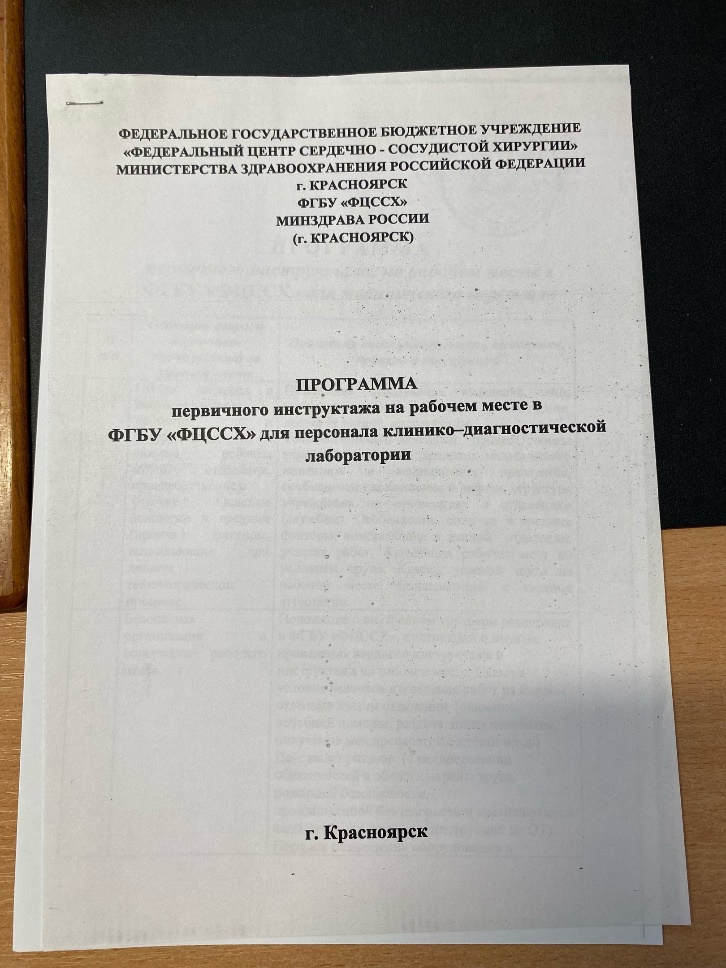 ФЕДЕРАЛЬНОЕ ГОСУДАРСТВЕННОЕ БЮДЖЕТНОЕ УЧРЕЖДЕНИЕ
«ФЕДЕРАЛЬНЫЙ ЦЕНТР СЕРДЕЧНО - СОСУДИСТОЙ ХИРУРГИИ»
МИНИСТЕРСТВА ЗДРАВООХРАНЕНИЯ РОССИЙСКОЙ ФЕДЕРАЦИИ
г. КРАСНОЯРСК
ФГБУ «ФЦССХ»
МИНЗДРАВА РОССИИ
(г. КРАСНОЯРСК)
ПРОГРАММА
первичного инструктажа на рабочем месте в
ФГБУ «ФЦССХ» для персонала клинико–диагностической
лаборатории
г. Красноярск